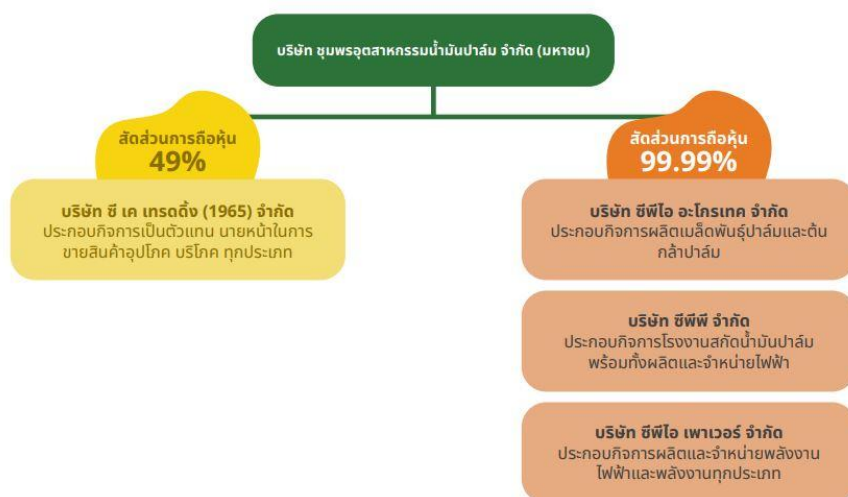 บริษัท ชุมพรอุตสาหกรรมน้ำมันปาล์ม จำกัด (มหาชน)
สัดส่วนการถือหุ้น
49%
บริษัท ซี เค เทรดดิ้ง (1965) จำกัด
ประกอบกิจการเป็นตัวแทน นายหน้าในการ
ขายสินค้าอุปโภค บริโภค ทุกประเภท
สัดส่วนการถือหุ้น
99.99%
บริษัท ซีพีไอ อะโกรเทค จำกัด
ประกอบกิจการผลิตเมล็ดพันธุ์ปาล์มและต้น
กล้าปาล์ม
บริษัท ซีพีพี จำกัด
ประกอบกิจการโรงงานสกัดน้ำมันปาล์ม
พร้อมทั้งผลิตและจำหน่ายไฟฟ้า
บริษัท ซีพีไอ เพาเวอร์ จำกัด
ประกอบกิจการผลิตและจำหน่ายพลังงาน
ไฟฟ้าและพลังงานทุกประเภท